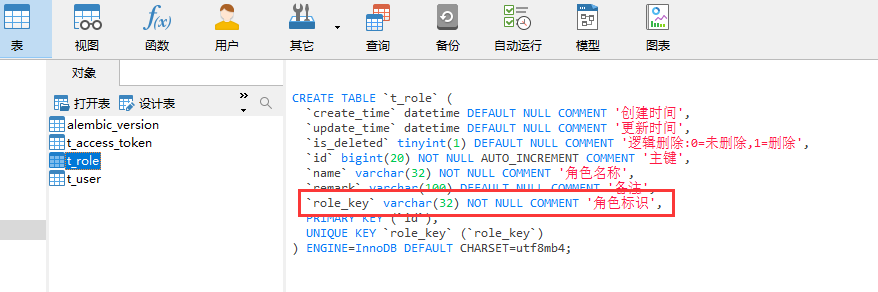 表 视图 函数 用户 其它 查询 备份 自动运行 模型 图表
对象
打开表 设计表 »
alembic_version
t_access_token
t_role
t_user
CREATE TABLE `t_role` (
`create_time` datetime DEFAULT NULL COMMENT '创建时间',
`update_time` datetime DEFAULT NULL COMMENT '更新时间',
`is_deleted` tinyint(1) DEFAULT NULL COMMENT '逻辑删除:0=未删除,1=删除',
`id` bigint(20) NOT NULL AUTO_INCREMENT COMMENT '主键',
`name` varchar(32) NOT NULL COMMENT '角色名称',
`remark` varchar(100) DEFAULT NULL COMMENT '备注',
`role_key` varchar(32) NOT NULL COMMENT '角色标识',
PRIMARY KEY (`id`),
UNIQUE KEY `role_key` (`role_key`)
) ENGINE=InnoDB DEFAULT CHARSET=utf8mb4;